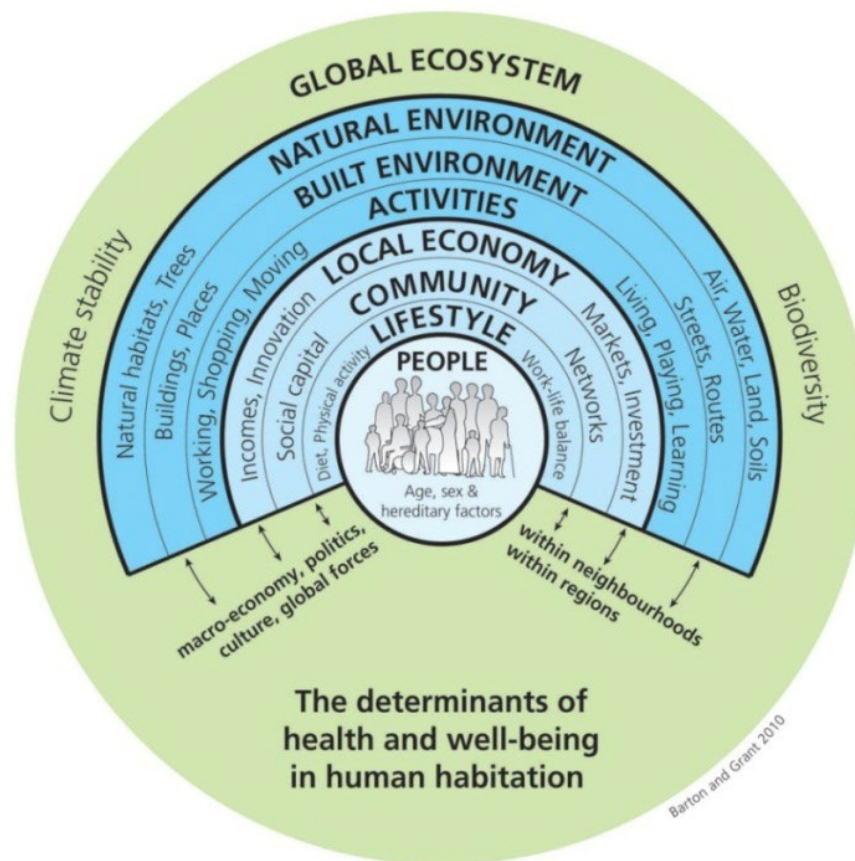 GLOBAL ECOSYSTEM
NATURAL ENVIRONMENT
BUILT ENVIRONMENT
ACTIVITIES
LOCAL ECONOMY
COMMUNITY
LIFESTYLE
PEOPLE
Age, sex &
hereditary factors
Climate stability
Natural habitats, Trees
Buildings, Places
Working, Shopping, Moving
Incomes, Innovation
Social capital
Diet, Physical activity
Work-life balance
Networks
Markets, Investment
Living, Playing, Learning
Streets, Routes
Air, Water, Land, Soils
Biodiversity
macro-economy, politics,
culture, global forces
within neighbourhoods
within regions
The determinants of
health and well-being
in human habitation
Barton and Grant 2010